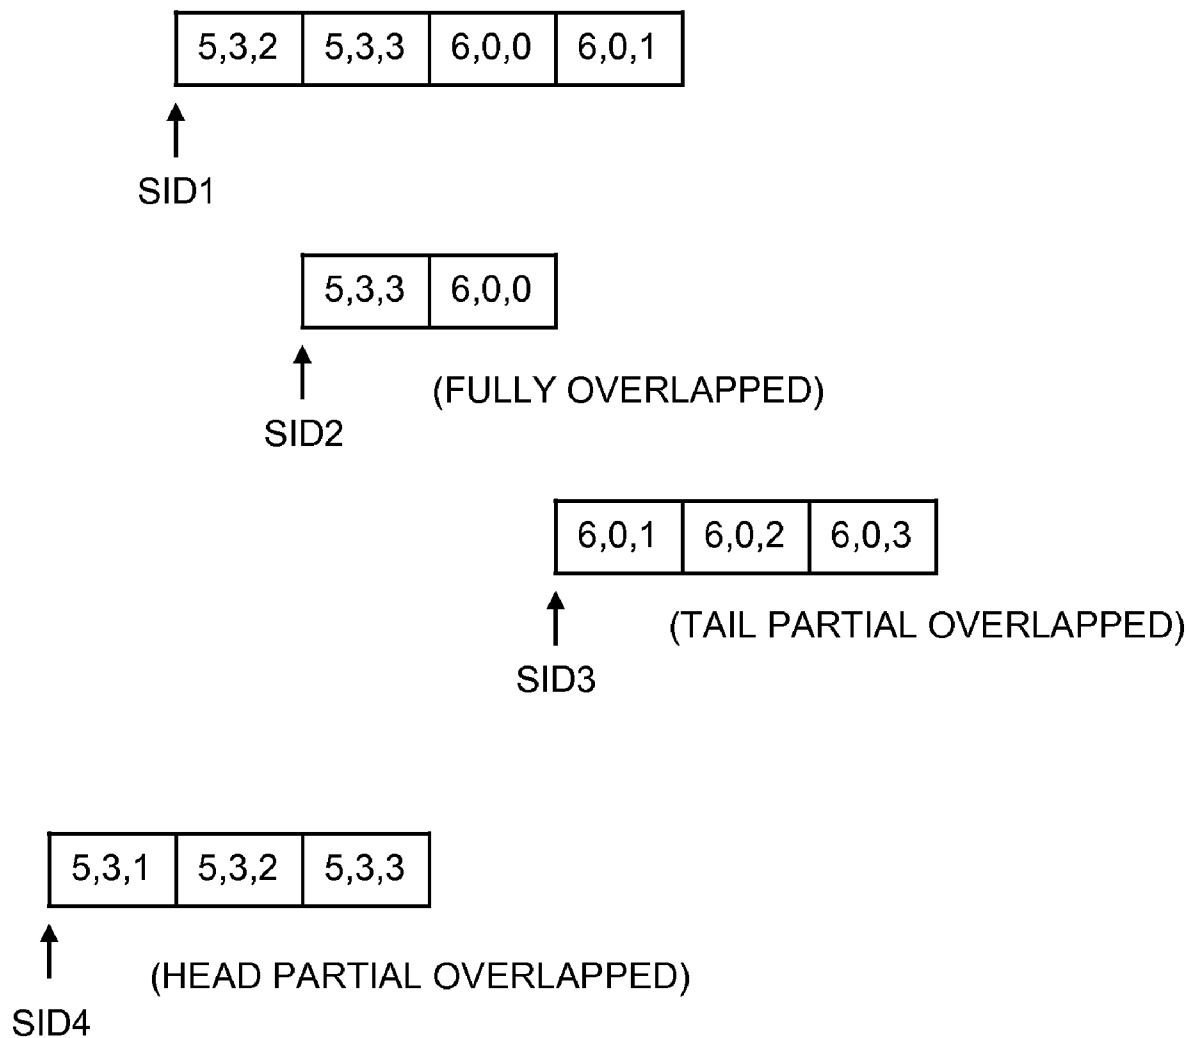 5,3,2 5,3,3 6,0,0 6,0,1
SID1
5,3,3 6,0,0
(FULLY OVERLAPPED)
SID2
6,0,1 6,0,2 6,0,3
(TAIL PARTIAL OVERLAPPED)
SID3
5,3,1 5,3,2 5,3,3
(HEAD PARTIAL OVERLAPPED)
SID4